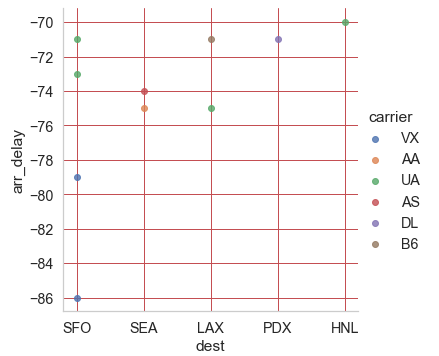 −70
−72
−74
−76
−78
−80
−82
−84
−86
arr_delay
SFO SEA LAX PDX HNL
dest
carrier
VX
AA
UA
AS
DL
B6